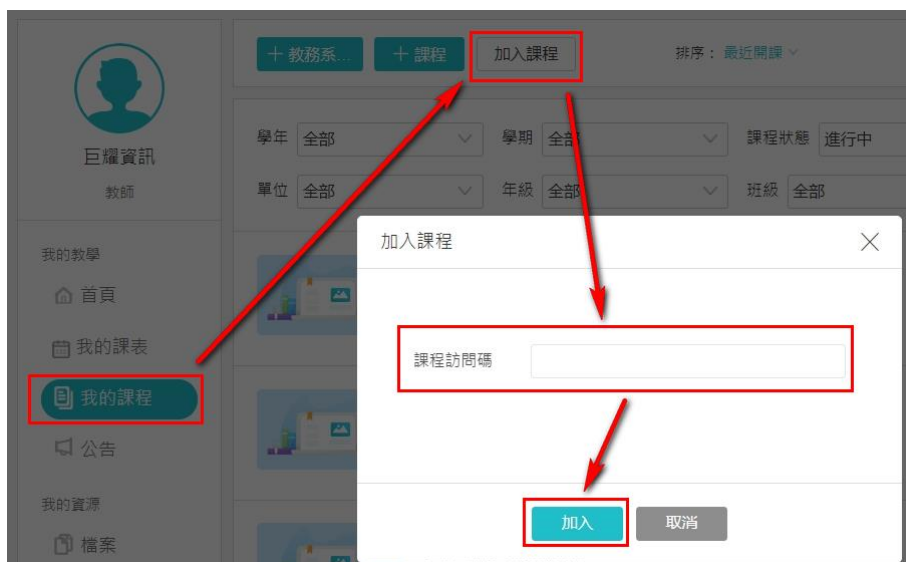 十 教務系...
十 課程
加入課程
排序： 最近開課
巨耀資訊
教師
學年 全部
學期 全部
課程狀態 進行中
單位 全部
年級 全部
班級 全部
我的教學
首頁
我的課表
我的課程
公告
我的資源
檔案
加入課程
課程訪問碼
加入
取消